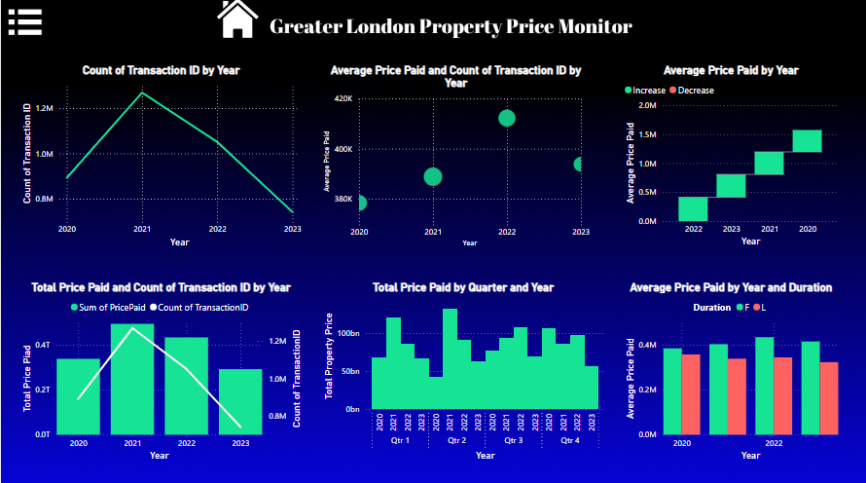 Greater London Property Price Monitor
Count of Transaction ID by Year
Count of Transaction ID
1.2M
1.0M
0.8M
2020 2021 2022 2023
Year
Average Price Paid and Count of Transaction ID by
Year
Average Price Paid
420K
400K
380K
2020 2021 2022 2023
Year
Average Price Paid by Year
Increase Decrease
Average Price Paid
2.0M
1.5M
1.0M
0.5M
0.0M
2022 2023 2021 2020
Year
Total Price Paid and Count of Transaction ID by Year
Sum of PricePaid Count of TransactionID
Total Price Piad
0.4T
0.2T
0.0T
1.2M
1.0M
0.8M
Count of TransactionID
2020 2021 2022 2023
Year
Total Price Paid by Quarter and Year
Total Property Price
100bn
50bn
0bn
2020 2021 2022 2023 2020 2021 2022 2023 2020 2021 2022 2023 2020 2021 2022 2023
Qtr 1 Qtr 2 Qtr 3 Qtr 4
Year
Average Price Paid by Year and Duration
Duration F L
Average Price Paid
0.4M
0.2M
0.0M
2020 2022
Year